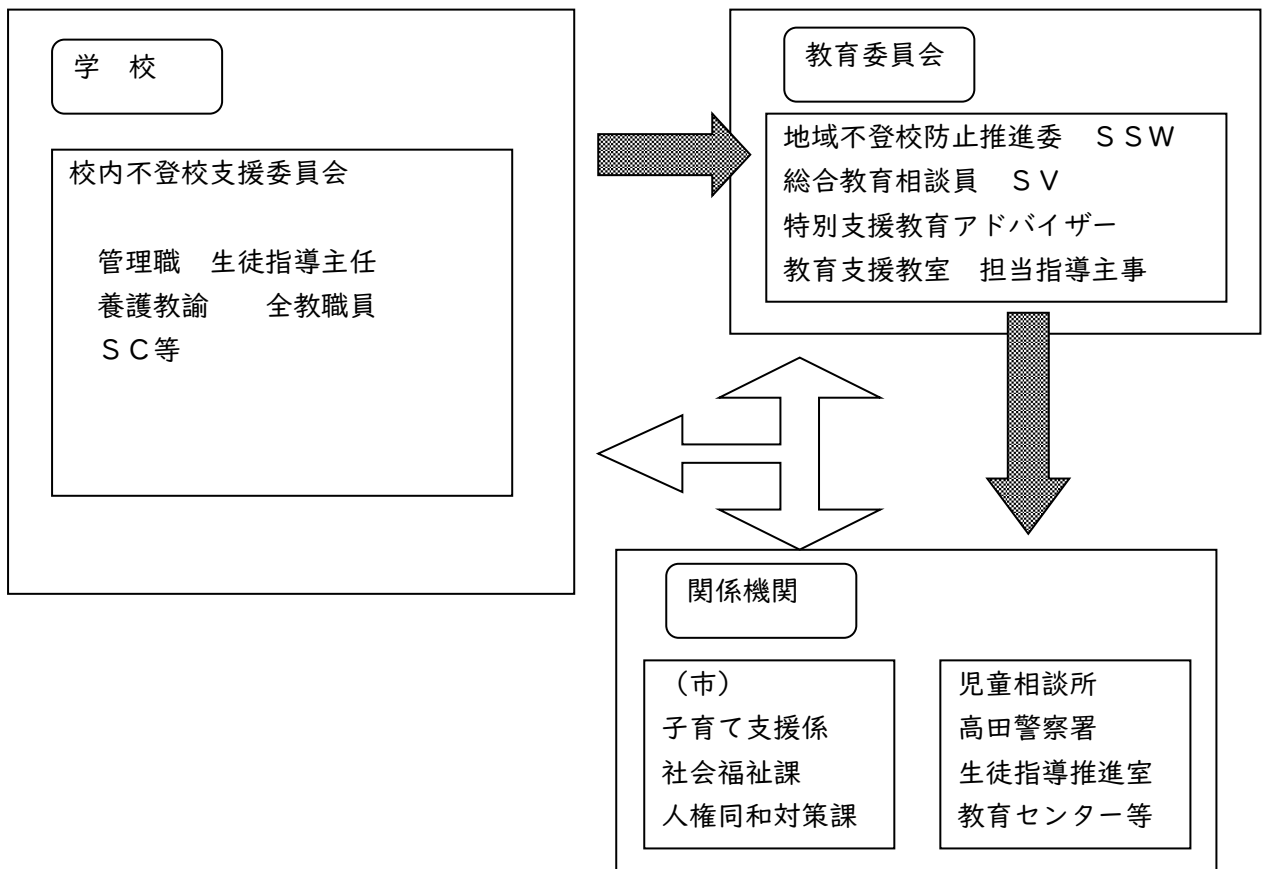 学　校
校内不登校支援委員会
管理職　生徒指導主任
養護教諭　　全教職員
ＳＣ等
教育委員会
地域不登校防止推進委　ＳＳＷ
総合教育相談員　ＳＶ
特別支援教育アドバイザー
教育支援教室　担当指導主事
関係機関
（市）
子育て支援係
社会福祉課
人権同和対策課
児童相談所
高田警察署
生徒指導推進室
教育センター等